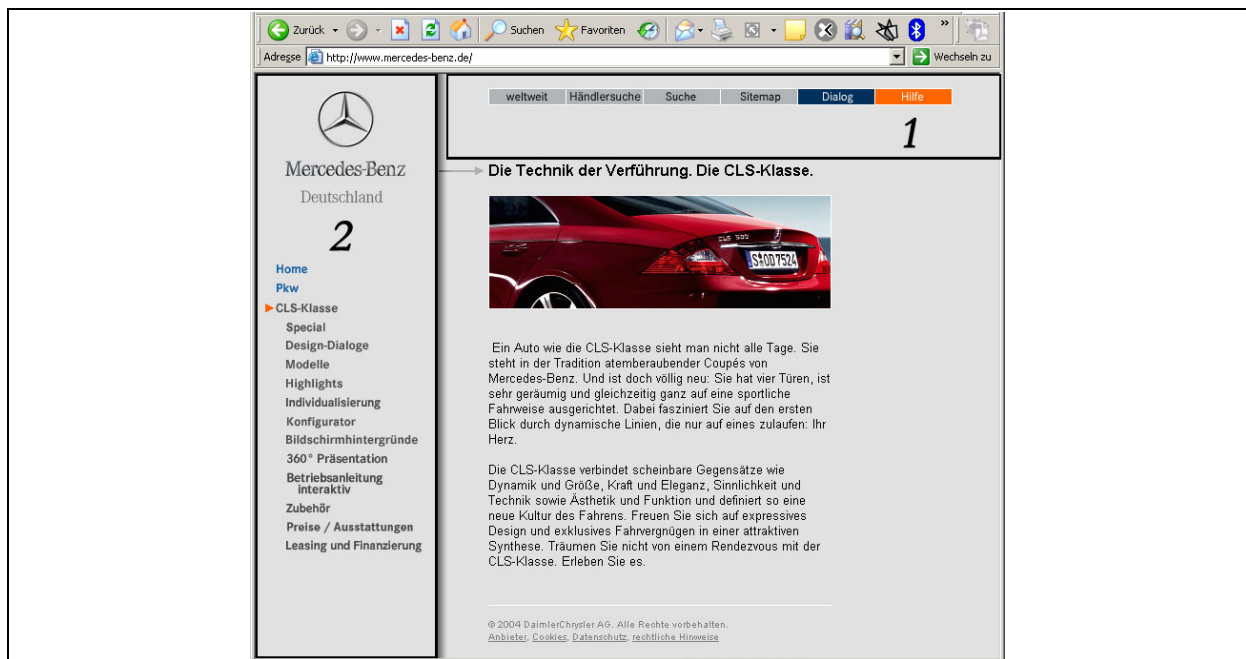 Zurück
Suchen
Favoriten
»
Adresse http://www.mercedes-benz.de/
Wechseln zu
weltweit Händlersuche Suche Sitemap Dialog Hilfe
1
Mercedes-Benz
Deutschland
2
Home
Pkw
CLS-Klasse
Special
Design-Dialoge
Modelle
Highlights
Individualisierung
Konfigurator
Bildschirmhintergründe
360° Präsentation
Betriebsanleitung
interaktiv
Zubehör
Preise / Ausstattungen
Leasing und Finanzierung
Die Technik der Verführung. Die CLS-Klasse.
CLS 500
S OD 7524
Ein Auto wie die CLS-Klasse sieht man nicht alle Tage. Sie
steht in der Tradition atemberaubender Coupés von
Mercedes-Benz. Und ist doch völlig neu: Sie hat vier Türen, ist
sehr geräumig und gleichzeitig ganz auf eine sportliche
Fahrweise ausgerichtet. Dabei fasziniert Sie auf den ersten
Blick durch dynamische Linien, die nur auf eines zulaufen: Ihr
Herz.
Die CLS-Klasse verbindet scheinbare Gegensätze wie
Dynamik und Größe, Kraft und Eleganz, Sinnlichkeit und
Technik sowie Ästhetik und Funktion und definiert so eine
neue Kultur des Fahrens. Freuen Sie sich auf expressives
Design und exklusives Fahrvergnügen in einer attraktiven
Synthese. Träumen Sie nicht von einem Rendezvous mit der
CLS-Klasse. Erleben Sie es.
© 2004 DaimlerChrysler AG. Alle Rechte vorbehalten.
Anbieter, Cookies, Datenschutz, rechtliche Hinweise